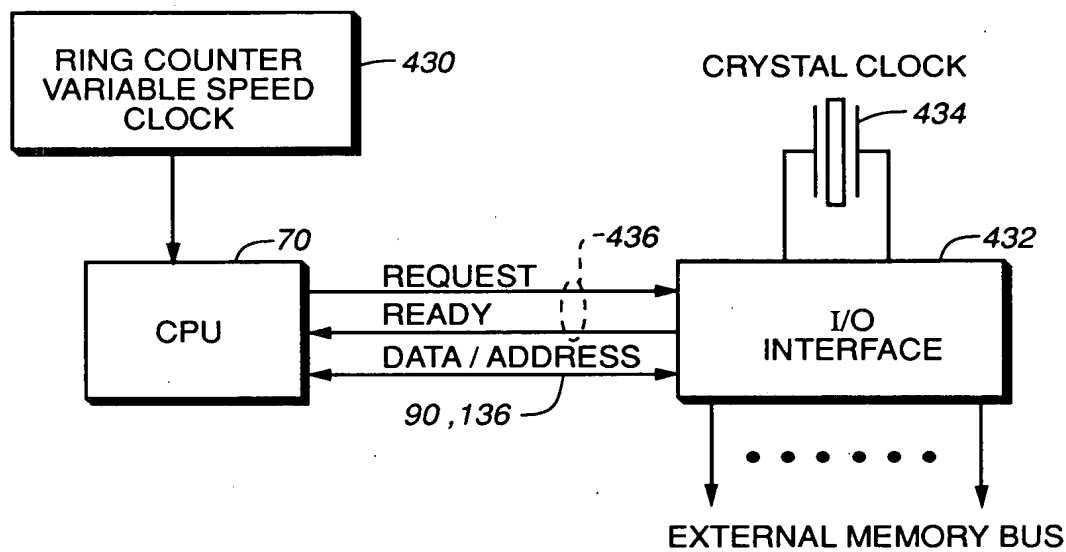 RING COUNTER
VARIABLE SPEED
CLOCK
430
CRYSTAL CLOCK
434
70
436
432
CPU
REQUEST
READY
DATA / ADDRESS
90 , 136
I/O
INTERFACE
EXTERNAL MEMORY BUS